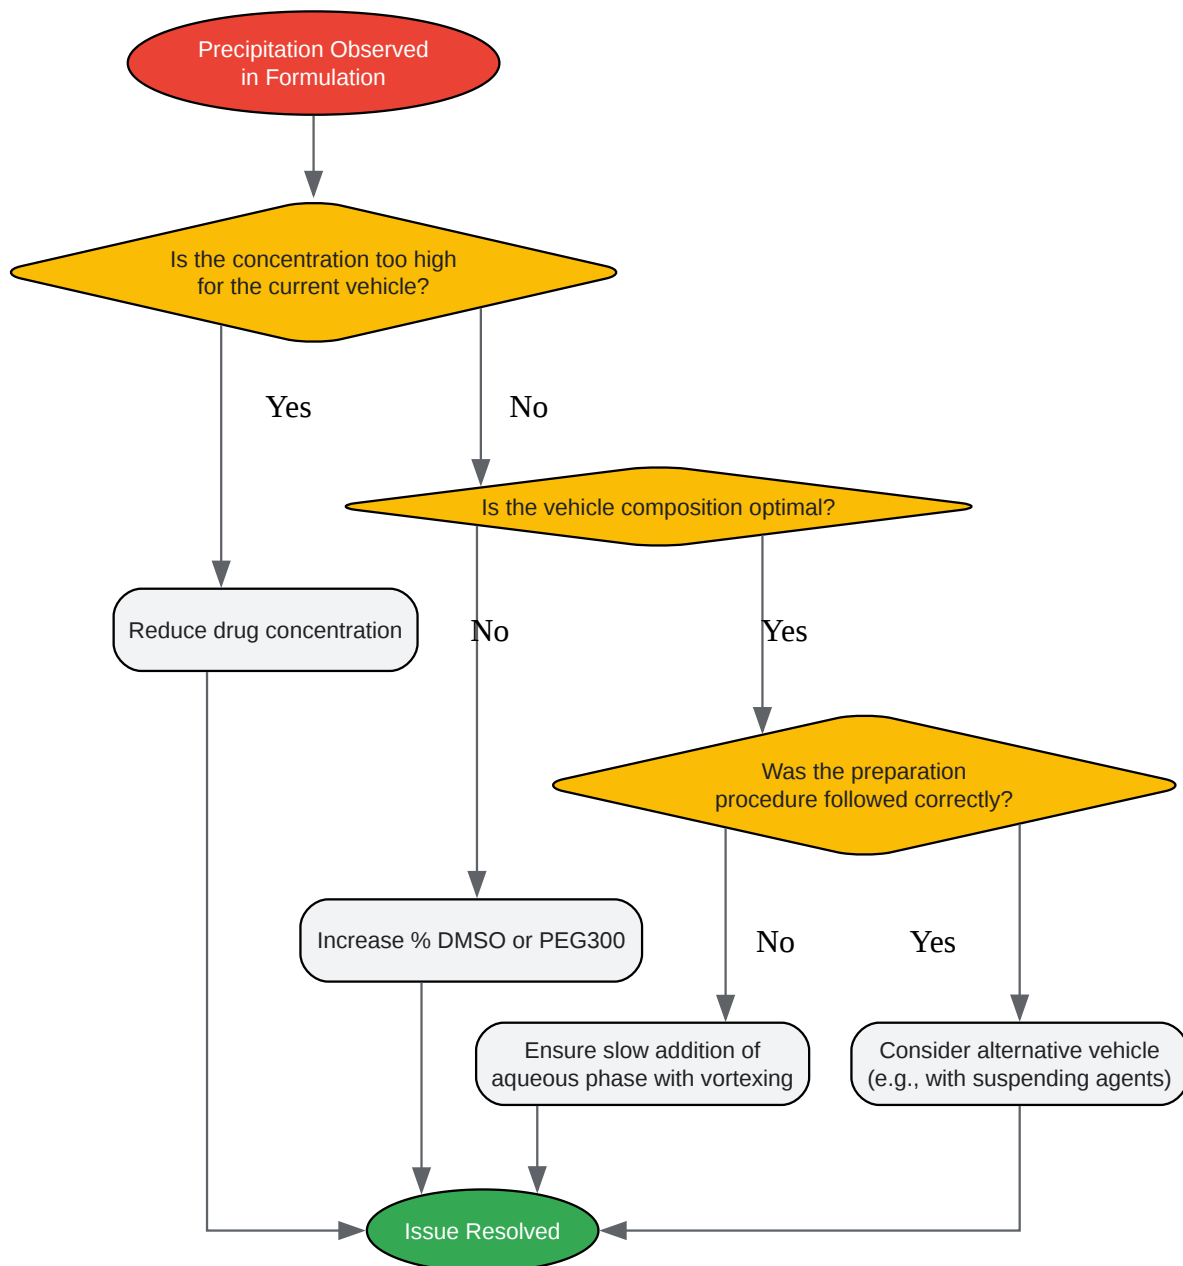 Precipitation Observed
in Formulation
Is the concentration too high
for the current vehicle?
Yes
No
Is the vehicle composition optimal?
Reduce drug concentration
No
Yes
Was the preparation
procedure followed correctly?
Increase % DMSO or PEG300
No
Yes
Ensure slow addition of
aqueous phase with vortexing
Consider alternative vehicle
(e.g., with suspending agents)
Issue Resolved